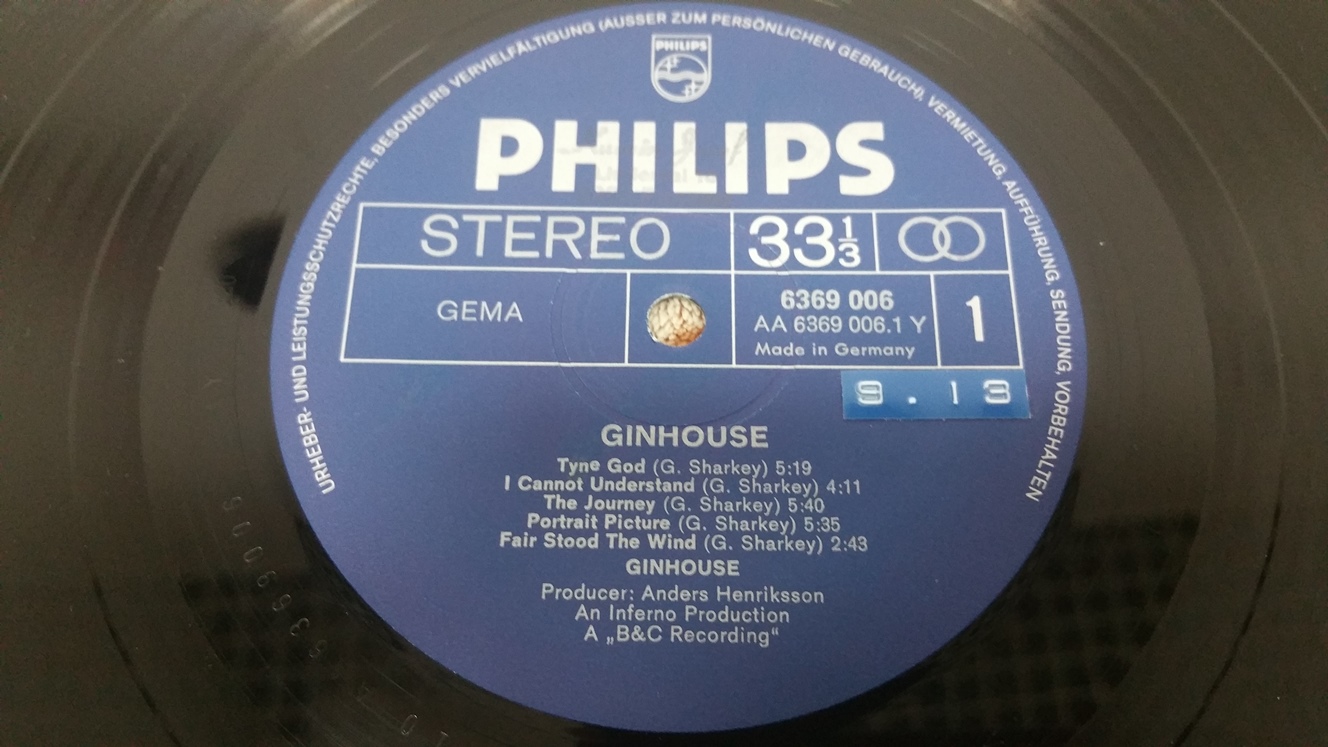 URHEBER- UND LEISTUNGSSCHUTZRECHTE, BESONDERS VERVIELFÄLTIGUNG (AUSSER ZUM PERSÖNLICHEN GEBRAUCH), VERMIETUNG, AUFFÜHRUNG, SENDUNG, VORBEHALTEN
PHILIPS
PHILIPS
STEREO
33 1/3
GEMA
6369 006
AA 6369 006.1 Y
Made in Germany
1
9.13
GINHOUSE
Tyne God (G. Sharkey) 5:19
I Cannot Understand (G. Sharkey) 4:11
The Journey (G. Sharkey) 5:40
Portrait Picture (G. Sharkey) 5:35
Fair Stood The Wind (G. Sharkey) 2:43
GINHOUSE
Producer: Anders Henriksson
An Inferno Production
A „B&C Recording“